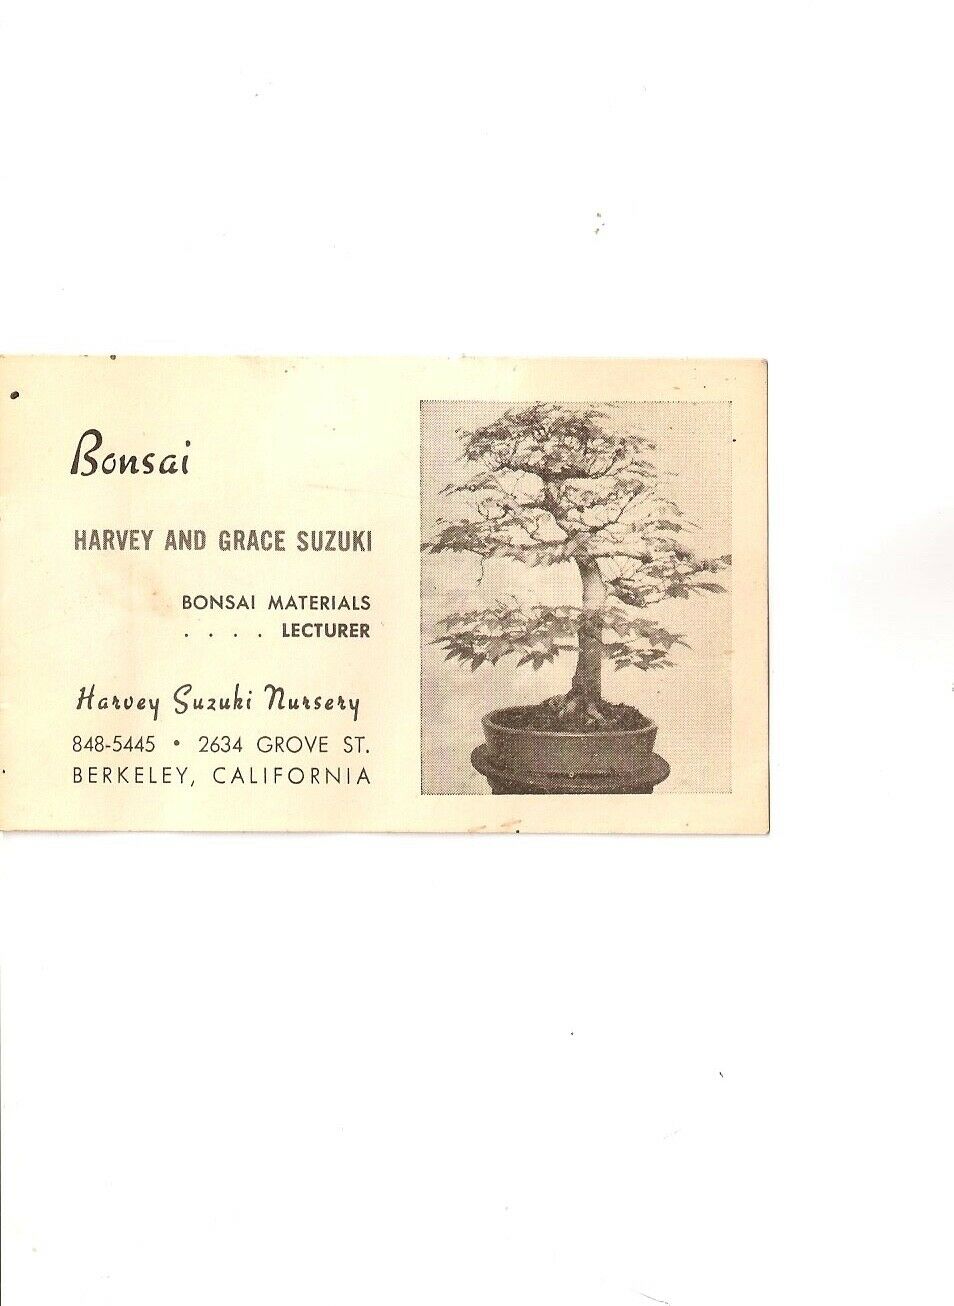 Bonsai
HARVEY AND GRACE SUZUKI
BONSAI MATERIALS
. . . . LECTURER
Harvey Suzuki Nursery
848-5445 • 2634 GROVE ST.
BERKELEY, CALIFORNIA